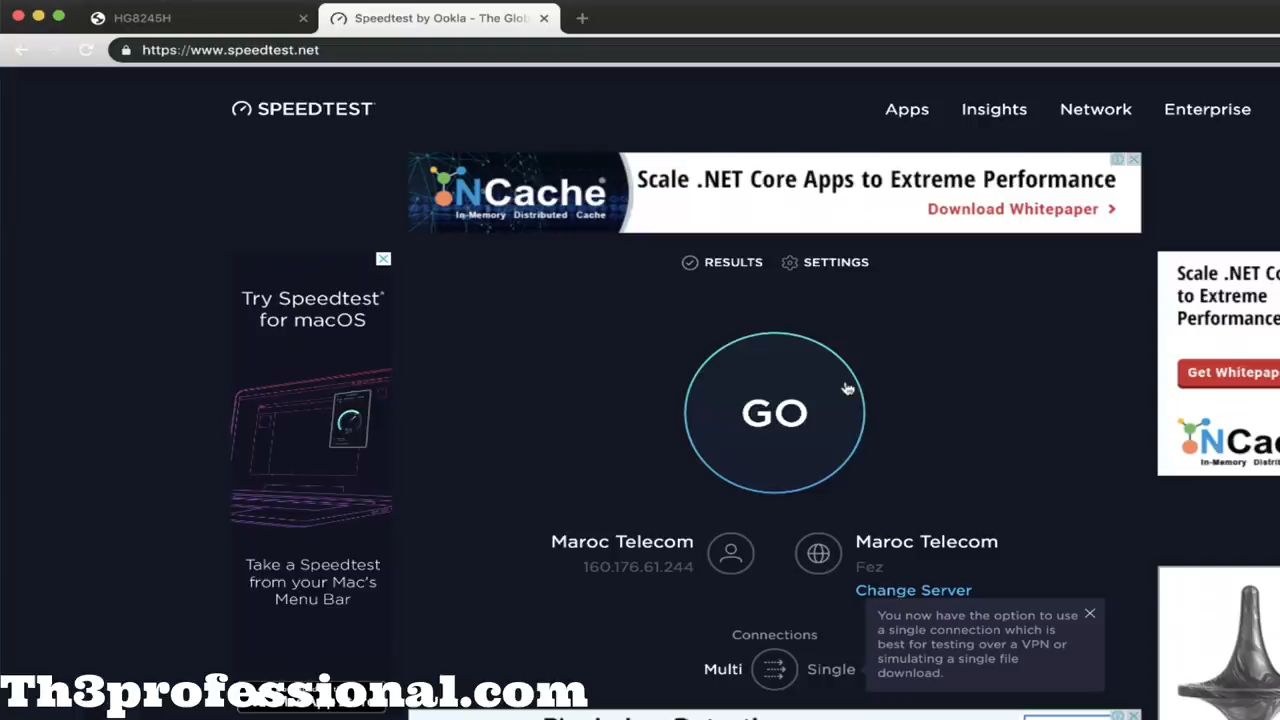 HG8245H
Speedtest by Ookla - The Glob
https://www.speedtest.net
SPEEDTEST
Apps
Insights
Network
Enterprise
NCache
In-Memory Distributed Cache
Scale .NET Core Apps to Extreme Performance
Download Whitepaper
RESULTS
SETTINGS
Try Speedtest
for macOS
Take a Speedtest
from your Mac's
Menu Bar
GO
Maroc Telecom
160.176.61.244
Maroc Telecom
Fez
Change Server
You now have the option to use
a single connection which is
best for testing over a VPN or
simulating a single file
download.
Connections
Multi
Single
Scale .NET Co
to Extreme
Performance
Get Whitepap
NCac
In-Memory Distri
Th3professional.com